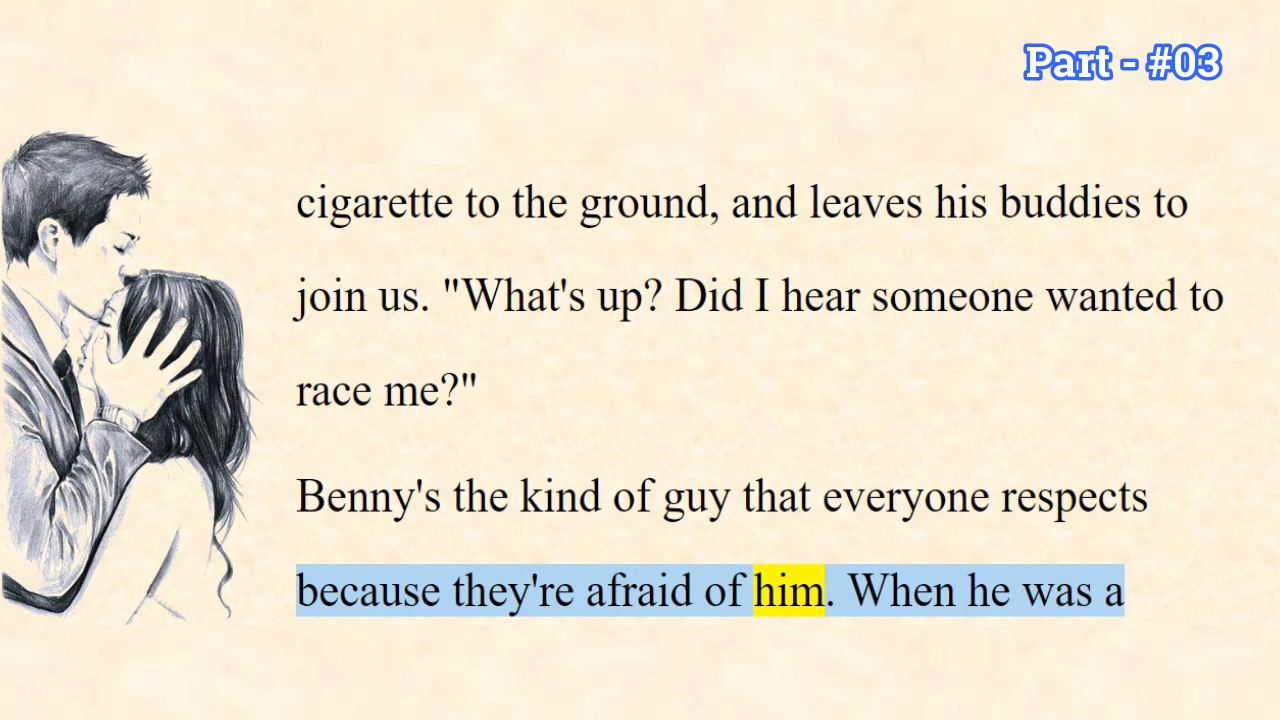 Part - #03
cigarette to the ground, and leaves his buddies to
join us. "What's up? Did I hear someone wanted to
race me?"
Benny's the kind of guy that everyone respects
because they're afraid of him. When he was a